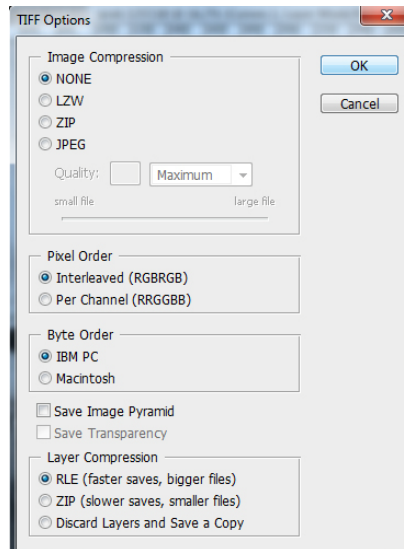 TIFF Options
Image Compression
NONE
LZW
ZIP
JPEG
Quality:
Maximum
small file
large file
OK
Cancel
Pixel Order
Interleaved (RGBRGB)
Per Channel (RRGGBB)
Byte Order
IBM PC
Macintosh
Save Image Pyramid
Save Transparency
Layer Compression
RLE (faster saves, bigger files)
ZIP (slower saves, smaller files)
Discard Layers and Save a Copy